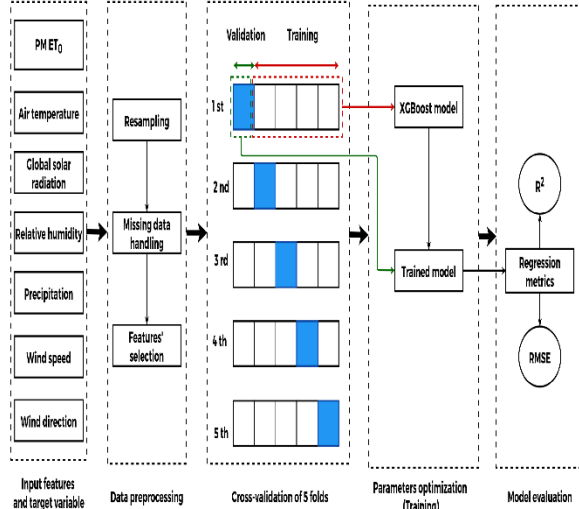 PM ET0
Air temperature
Global solar
radiation
Relative humidity
Precipitation
Wind speed
Wind direction
Input features
and target variable
Resampling
Missing data
handling
Features'
selection
Data preprocessing
Validation Training
1 st
2 nd
3 rd
4 th
5 th
Cross-validation of 5 folds
XGBoost model
Trained model
Parameters optimization
(Training)
R2
Regression
metrics
RMSE
Model evaluation